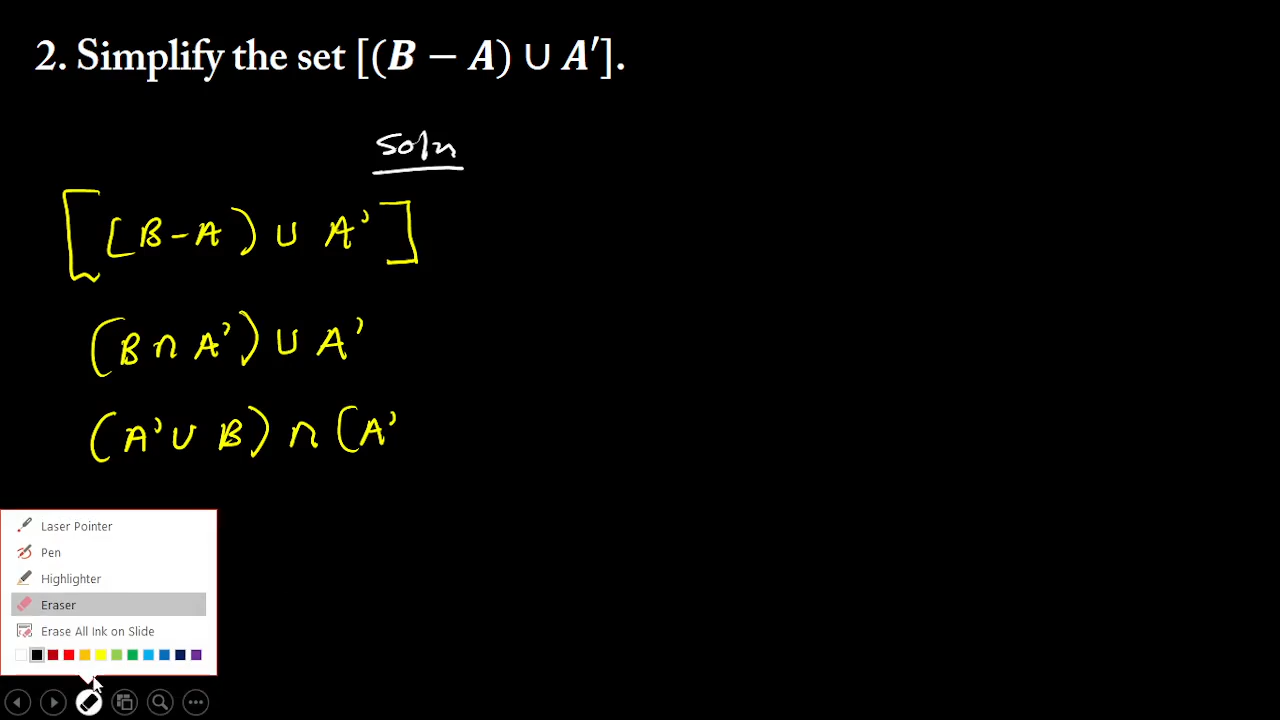 2. Simplify the set [(B − A) ∪ A′].
Soln
[(B-A) ∪ A']
(B ∩ A') ∪ A'
(A' ∪ B) ∩ (A'
Laser Pointer
Pen
Highlighter
Eraser
Erase All Ink on Slide